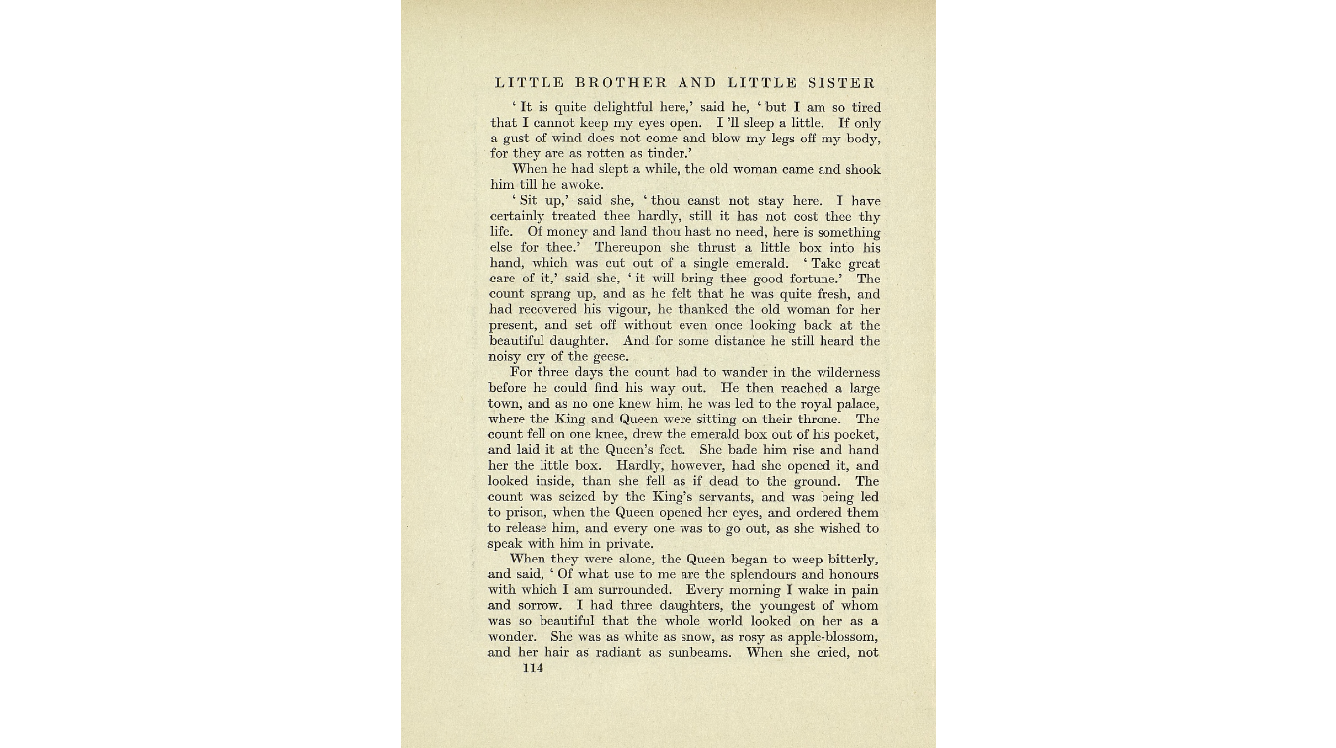 LITTLE BROTHER AND LITTLE SISTER
‘ It is quite delightful here,’ said he, ‘ but I am so tired
that I cannot keep my eyes open. I ’ll sleep a little. If only
a gust of wind does not come and blow my legs off my body,
for they are as rotten as tinder.’
When he had slept a while, the old woman came and shook
him till he awoke.
‘ Sit up,’ said she, ‘ thou canst not stay here. I have
certainly treated thee hardly, still it has not cost thee thy
life. Of money and land thou hast no need, here is something
else for thee.’ Thereupon she thrust a little box into his
hand, which was cut out of a single emerald. ‘ Take great
care of it,’ said she, ‘ it will bring thee good fortune.’ The
count sprang up, and as he felt that he was quite fresh, and
had recovered his vigour, he thanked the old woman for her
present, and set off without even once looking back at the
beautiful daughter. And for some distance he still heard the
noisy cry of the geese.
For three days the count had to wander in the wilderness
before he could find his way out. He then reached a large
town, and as no one knew him, he was led to the royal palace,
where the King and Queen were sitting on their throne. The
count fell on one knee, drew the emerald box out of his pocket,
and laid it at the Queen’s feet. She bade him rise and hand
her the little box. Hardly, however, had she opened it, and
looked inside, than she fell as if dead to the ground. The
count was seized by the King’s servants, and was being led
to prison, when the Queen opened her eyes, and ordered them
to release him, and every one was to go out, as she wished to
speak with him in private.
When they were alone, the Queen began to weep bitterly,
and said, ‘ Of what use to me are the splendours and honours
with which I am surrounded. Every morning I wake in pain
and sorrow. I had three daughters, the youngest of whom
was so beautiful that the whole world looked on her as a
wonder. She was as white as snow, as rosy as apple-blossom,
and her hair as radiant as sunbeams. When she cried, not
114